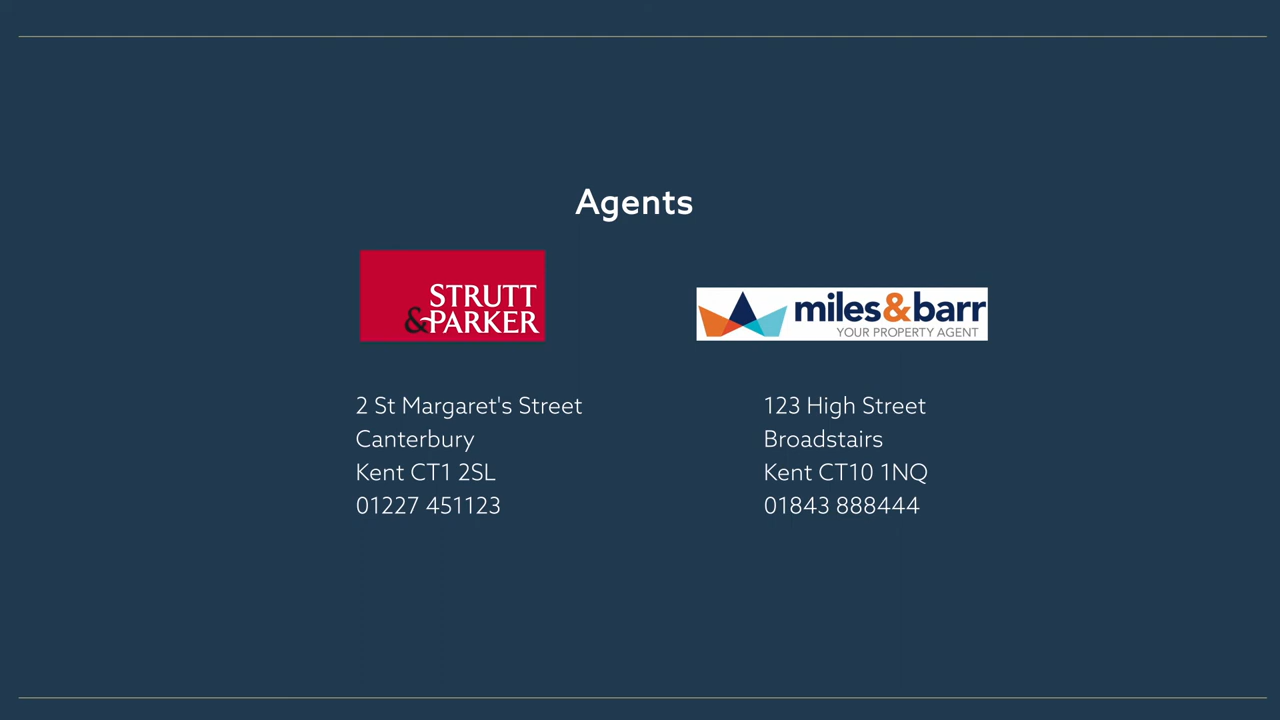 Agents
STRUTT
&PARKER
2 St Margaret's Street
Canterbury
Kent CT1 2SL
01227 451123
miles&barr
YOUR PROPERTY AGENT
123 High Street
Broadstairs
Kent CT10 1NQ
01843 888444